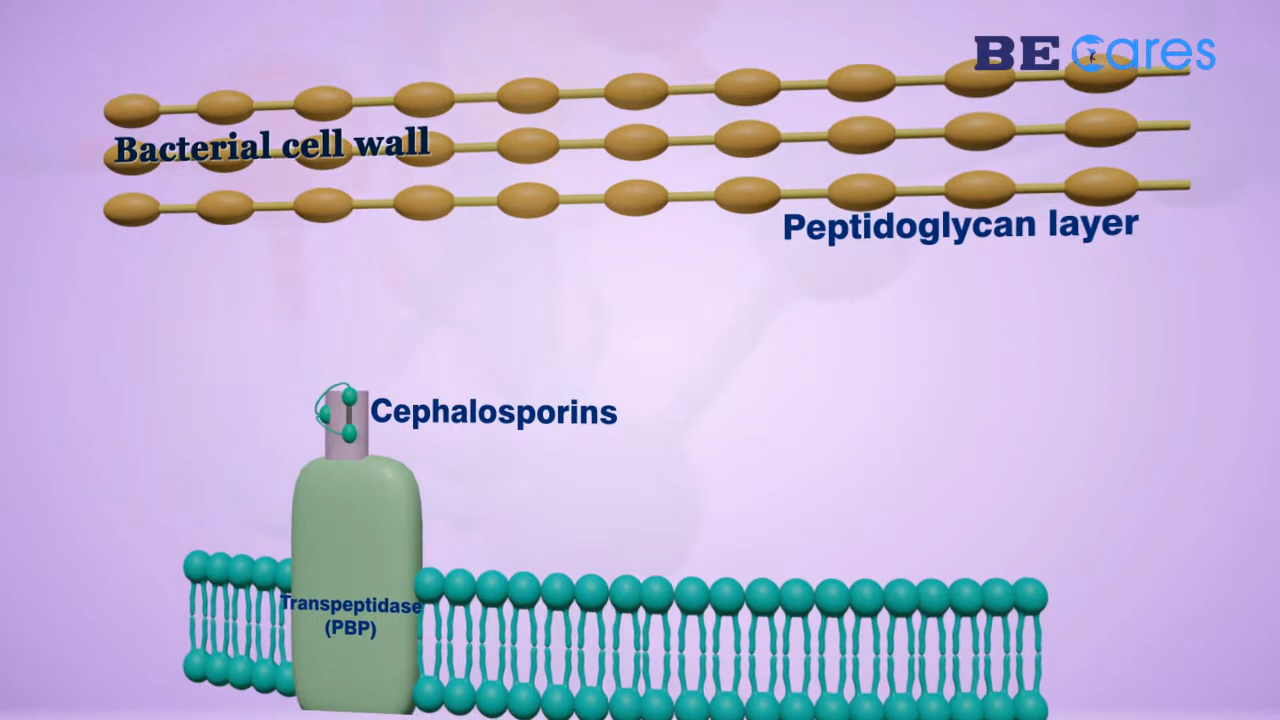 BE Cares
Bacterial cell wall
Peptidoglycan layer
Cephalosporins
Transpeptidase
(PBP)